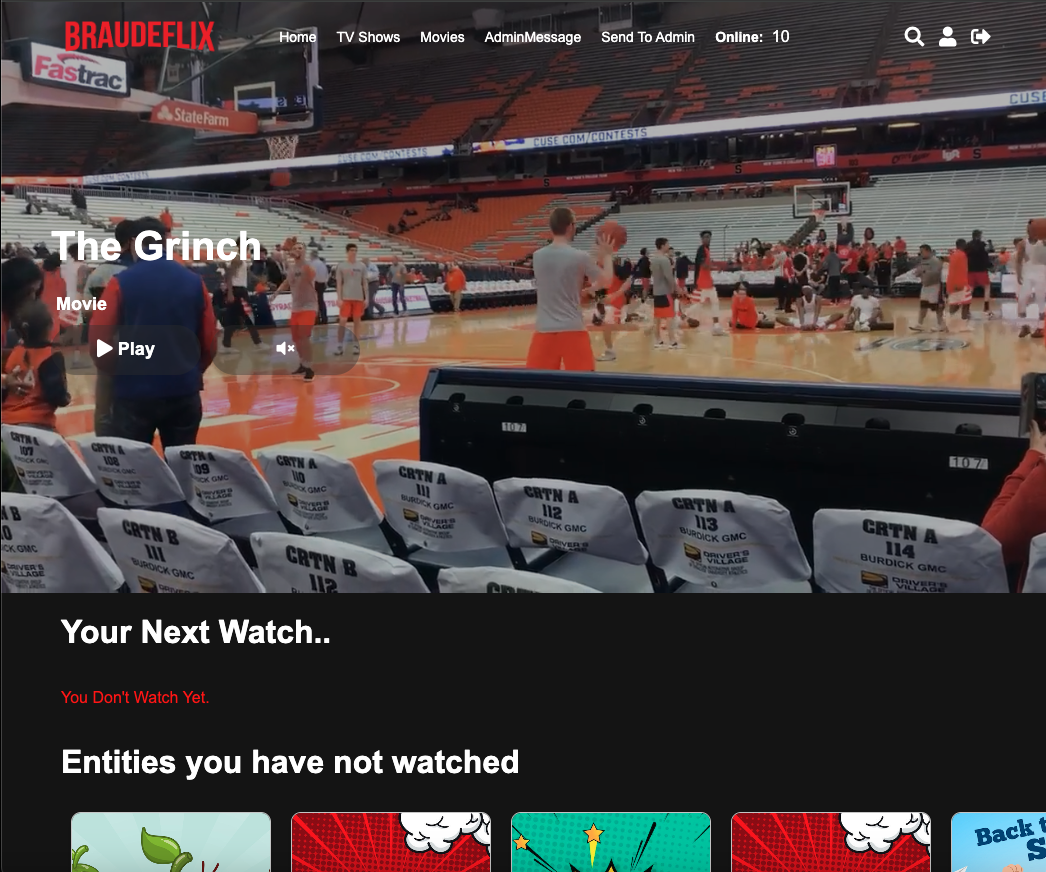 BRAUDEFLIX
Home TV Shows Movies AdminMessage Send To Admin Online: 10
Fastrac
StateFarm
CUSE
CUSE.COM/CONTESTS
CUSE.COM/CONTESTS
The Grinch
Movie
Play
107
107
CRTN A
107
CRTN A
108
CRTN A
109
CRTN A
110
BURDICK GMC
CRTN A
111
BURDICK GMC
DRIVER'S
VILLAGE
CRTN A
112
BURDICK GMC
DRIVER'S
VILLAGE
CRTN A
113
BURDICK GMC
DRIVER'S
VILLAGE
CRTN A
114
BURDICK GMC
DRIVER'S
VILLAGE
CRTN B
111
BURDICK GMC
CRTN B
112
Your Next Watch..
You Don't Watch Yet.
Entities you have not watched
Back t
S